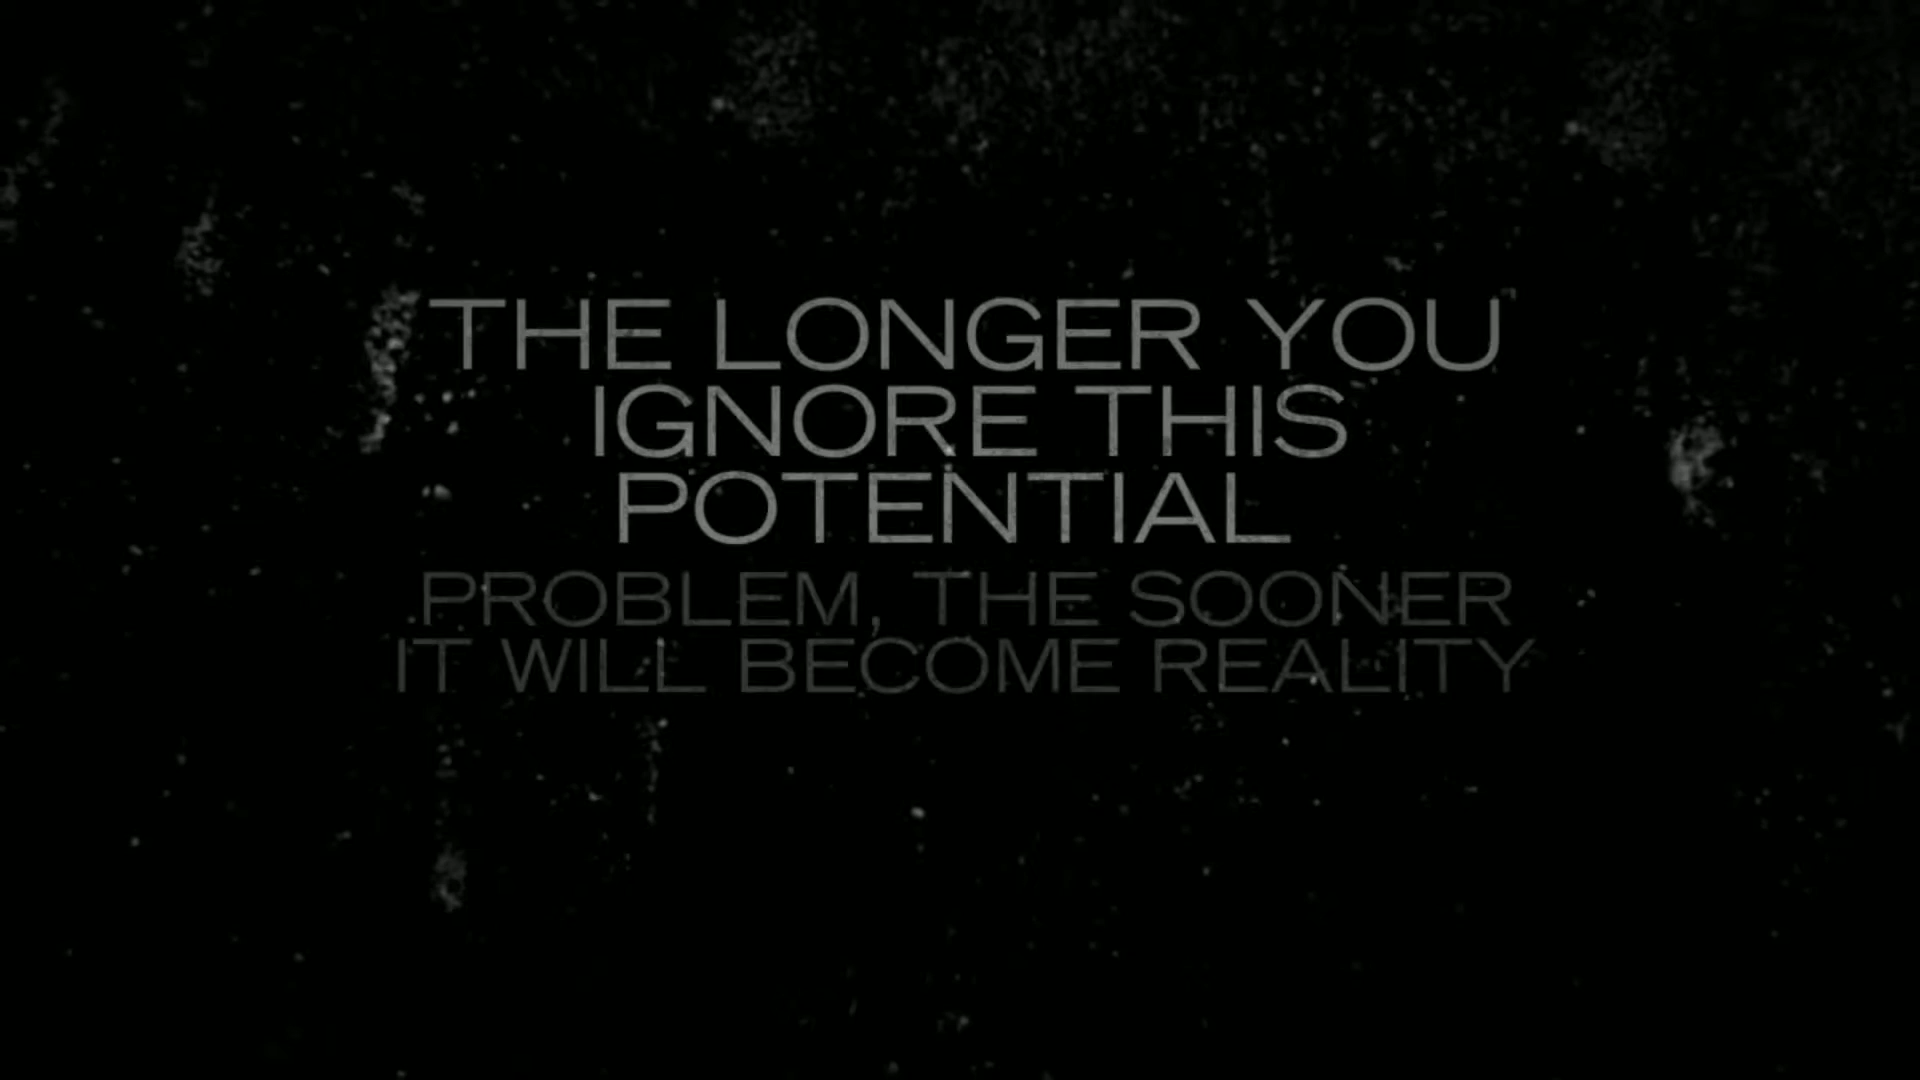 THE LONGER YOU
IGNORE THIS
POTENTIAL
PROBLEM, THE SOONER
IT WILL BECOME REALITY